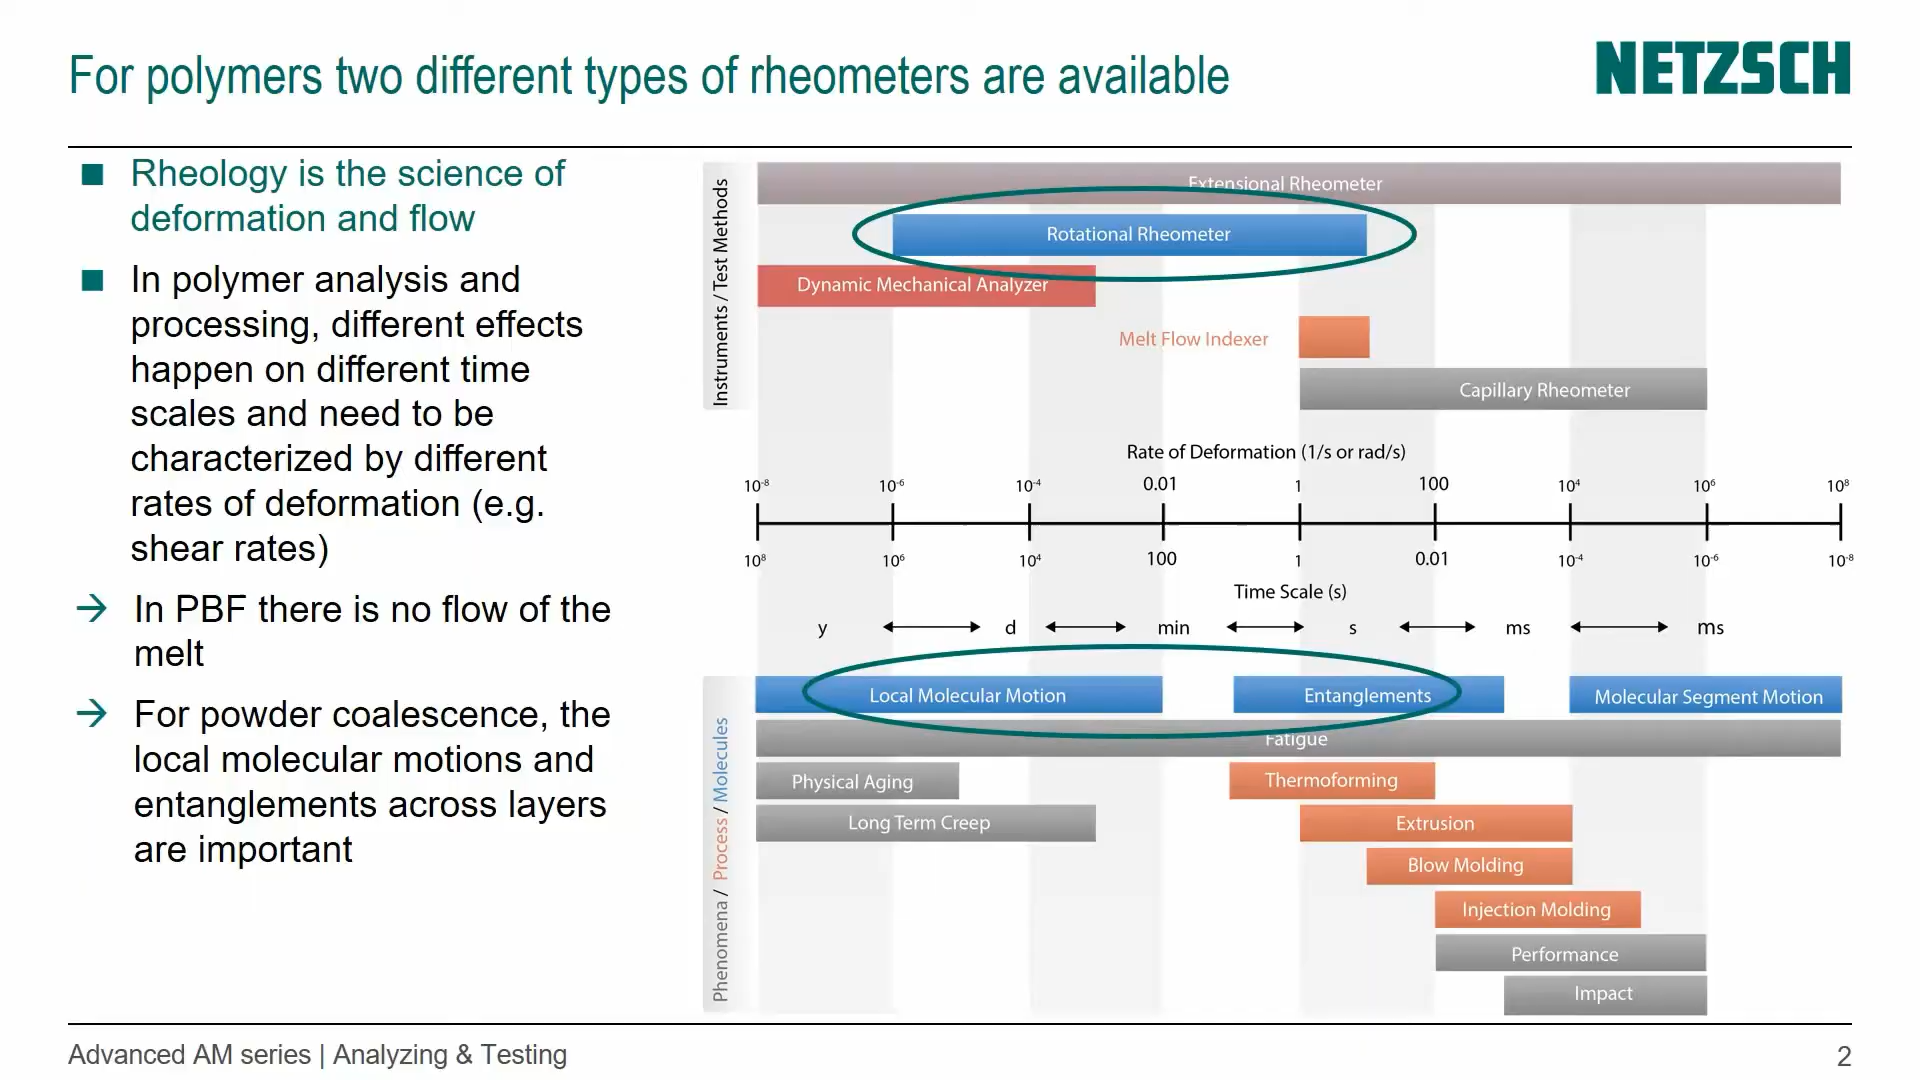 For polymers two different types of rheometers are available
NETZSCH
■ Rheology is the science of
deformation and flow
■ In polymer analysis and
processing, different effects
happen on different time
scales and need to be
characterized by different
rates of deformation (e.g.
shear rates)
→ In PBF there is no flow of the
melt
→ For powder coalescence, the
local molecular motions and
entanglements across layers
are important
Instruments / Test Methods
Extensional Rheometer
Rotational Rheometer
Dynamic Mechanical Analyzer
Melt Flow Indexer
Capillary Rheometer
Rate of Deformation (1/s or rad/s)
10⁻⁸ 10⁻⁶ 10⁻⁴ 0.01 1 100 10⁴ 10⁶ 10⁸
10⁸ 10⁶ 10⁴ 100 1 0.01 10⁻⁴ 10⁻⁶ 10⁻⁸
Time Scale (s)
y d min s ms ms
Phenomena / Process / Molecules
Local Molecular Motion Entanglements Molecular Segment Motion
Fatigue
Physical Aging Thermoforming
Long Term Creep Extrusion
Blow Molding
Injection Molding
Performance
Impact
Advanced AM series | Analyzing & Testing
2